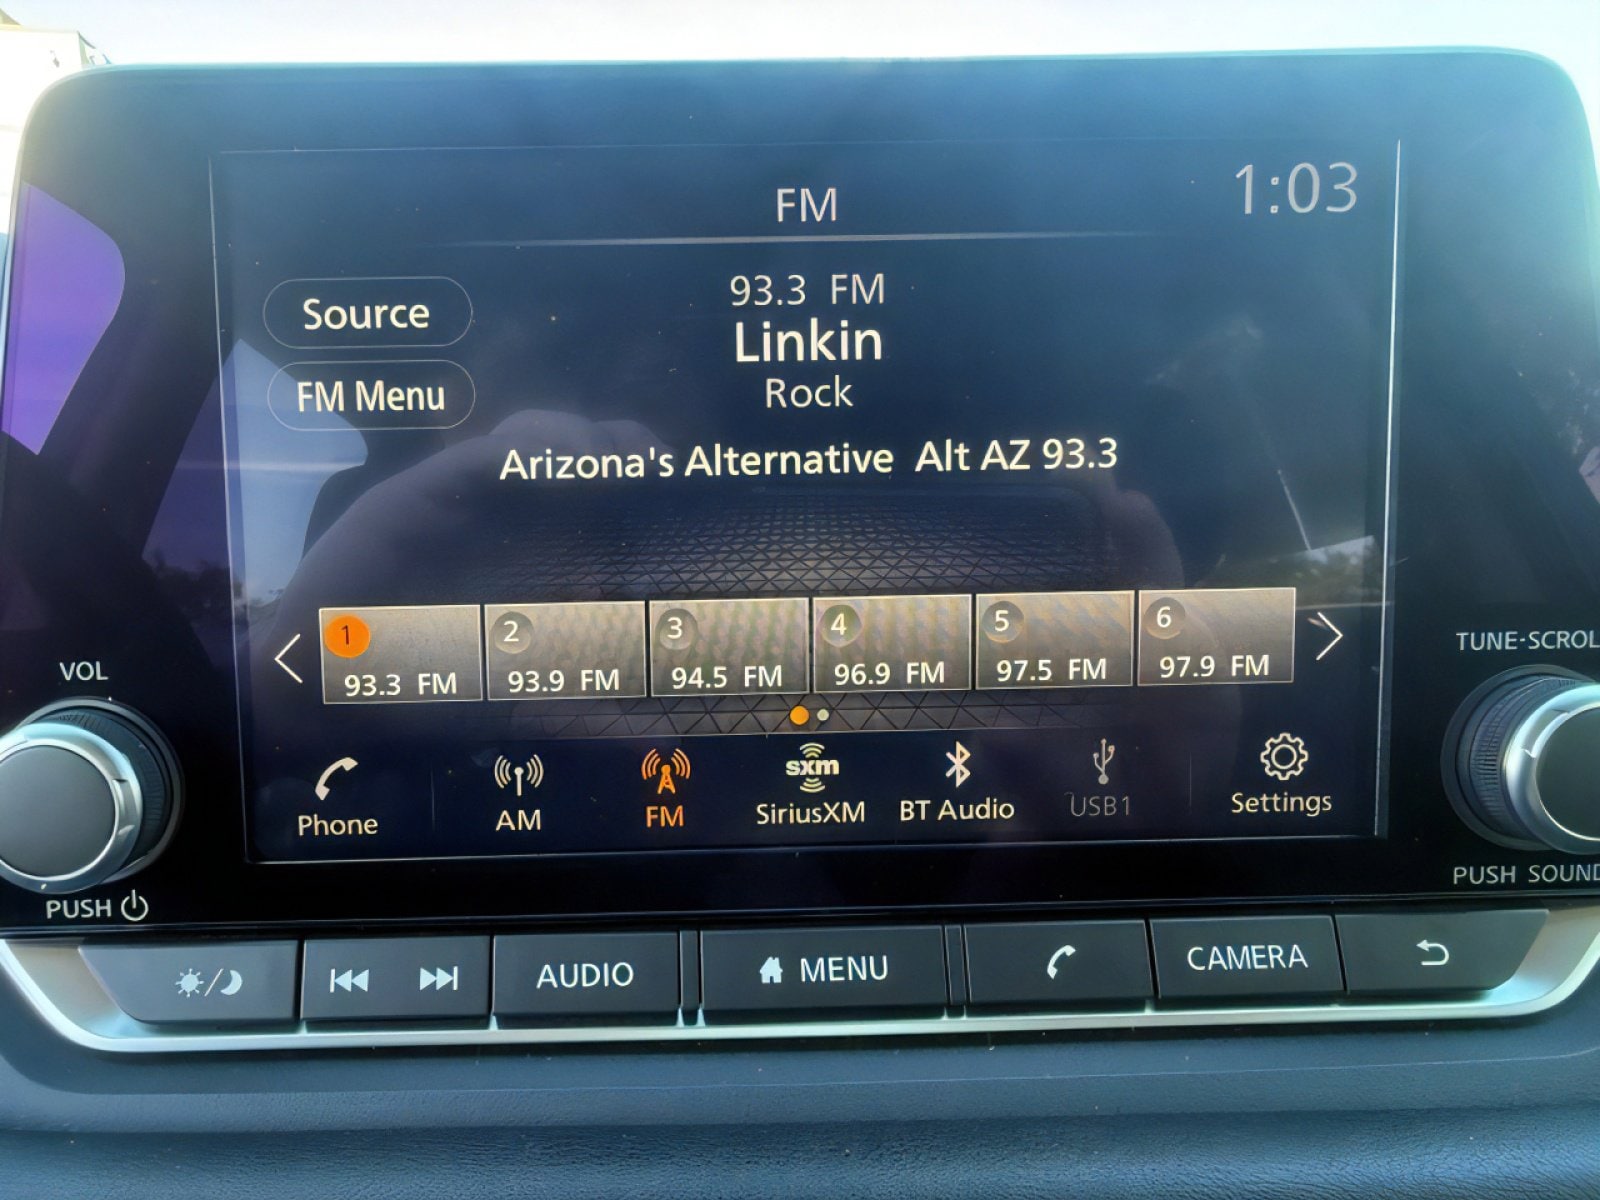 FM
1:03
93.3 FM
Source
Linkin
FM Menu
Rock
Arizona's Alternative Alt AZ 93.3
1
2
3
4
5
6
93.3 FM
93.9 FM
94.5 FM
96.9 FM
97.5 FM
97.9 FM
VOL
TUNE·SCROL
sxm
Phone
AM
FM
SiriusXM
BT Audio
USB1
Settings
PUSH
PUSH SOUND
AUDIO
MENU
CAMERA